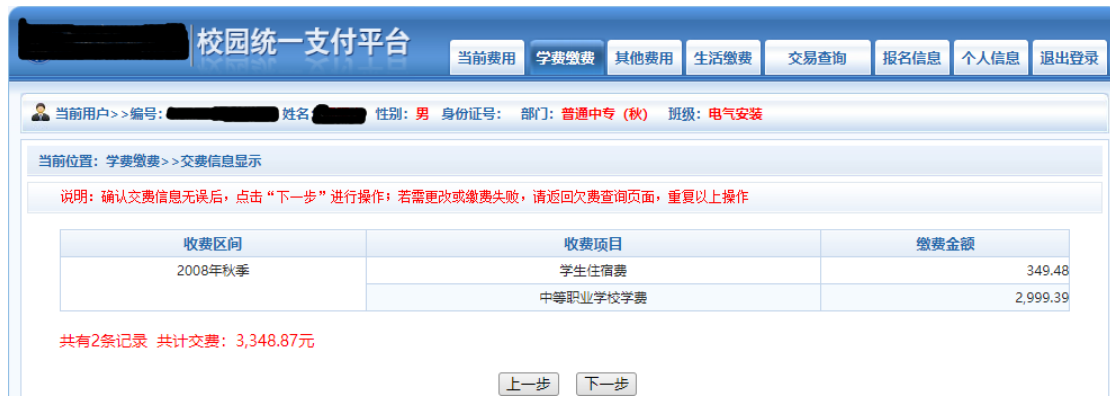 校园统一支付平台
当前费用 学费缴费 其他费用 生活缴费 交易查询 报名信息 个人信息 退出登录
当前用户>>编号: 姓名 性别: 男 身份证号: 部门: 普通中专 (秋) 班级: 电气安装
当前位置: 学费缴费>>交费信息显示
说明: 确认交费信息无误后，点击“下一步”进行操作; 若需更改或缴费失败，请返回欠费查询页面，重复以上操作
收费区间 收费项目 缴费金额
2008年秋季 学生住宿费 349.48
中等职业学校学费 2,999.39
共有2条记录 共计交费: 3,348.87元
上一步 下一步